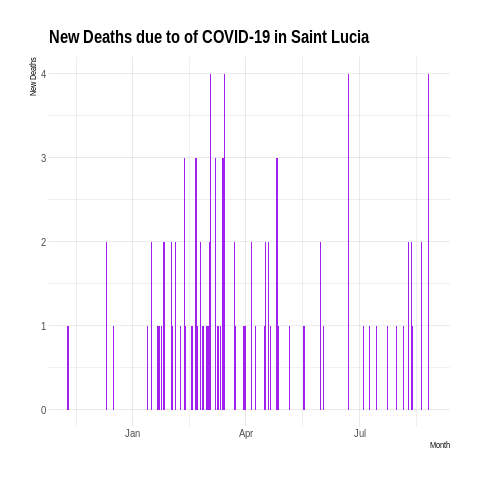 New Deaths due to of COVID-19 in Saint Lucia
New Deaths
4
3
2
1
0
Jan Apr Jul
Month